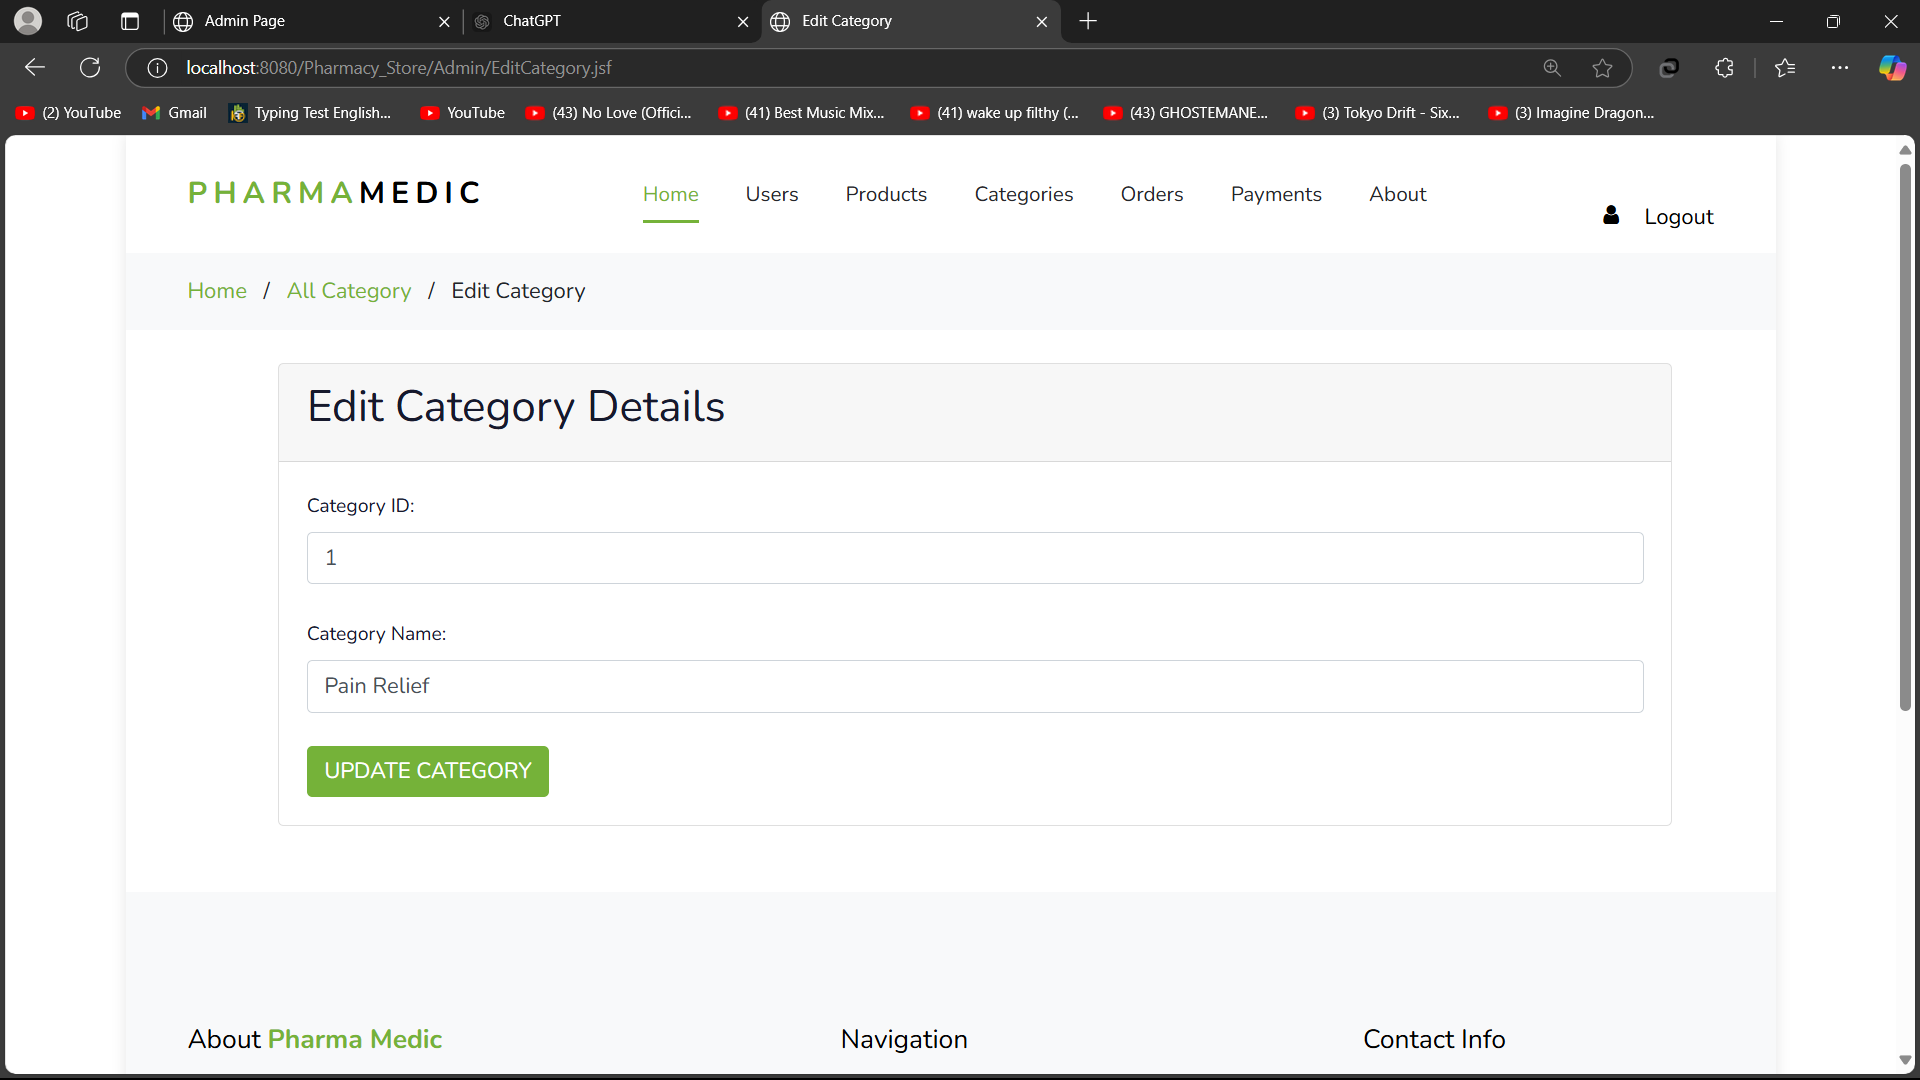 Admin Page
ChatGPT
Edit Category
localhost:8080/Pharmacy_Store/Admin/EditCategory.jsf
(2) YouTube
Gmail
Typing Test English...
YouTube
(43) No Love (Offici...
(41) Best Music Mix...
(41) wake up filthy (...
(43) GHOSTEMANE...
(3) Tokyo Drift - Six...
(3) Imagine Dragon...
PHARMAMEDIC
Home
Users
Products
Categories
Orders
Payments
About
Logout
Home / All Category / Edit Category
Edit Category Details
Category ID:
1
Category Name:
Pain Relief
UPDATE CATEGORY
About Pharma Medic
Navigation
Contact Info